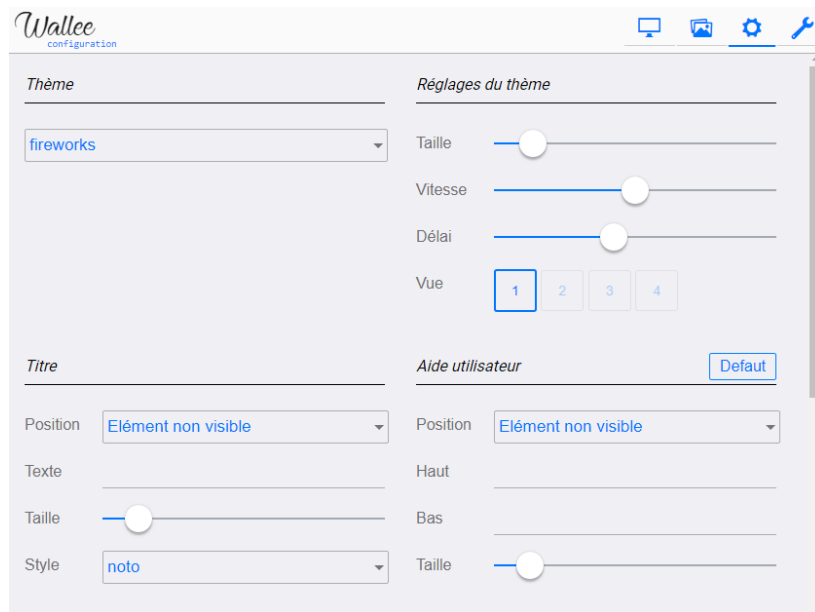 Wallee
configuration
Thème
fireworks
Réglages du thème
Taille
Vitesse
Délai
Vue
1
2
3
4
Titre
Position
Elément non visible
Texte
Taille
Style
noto
Aide utilisateur
Defaut
Position
Elément non visible
Haut
Bas
Taille